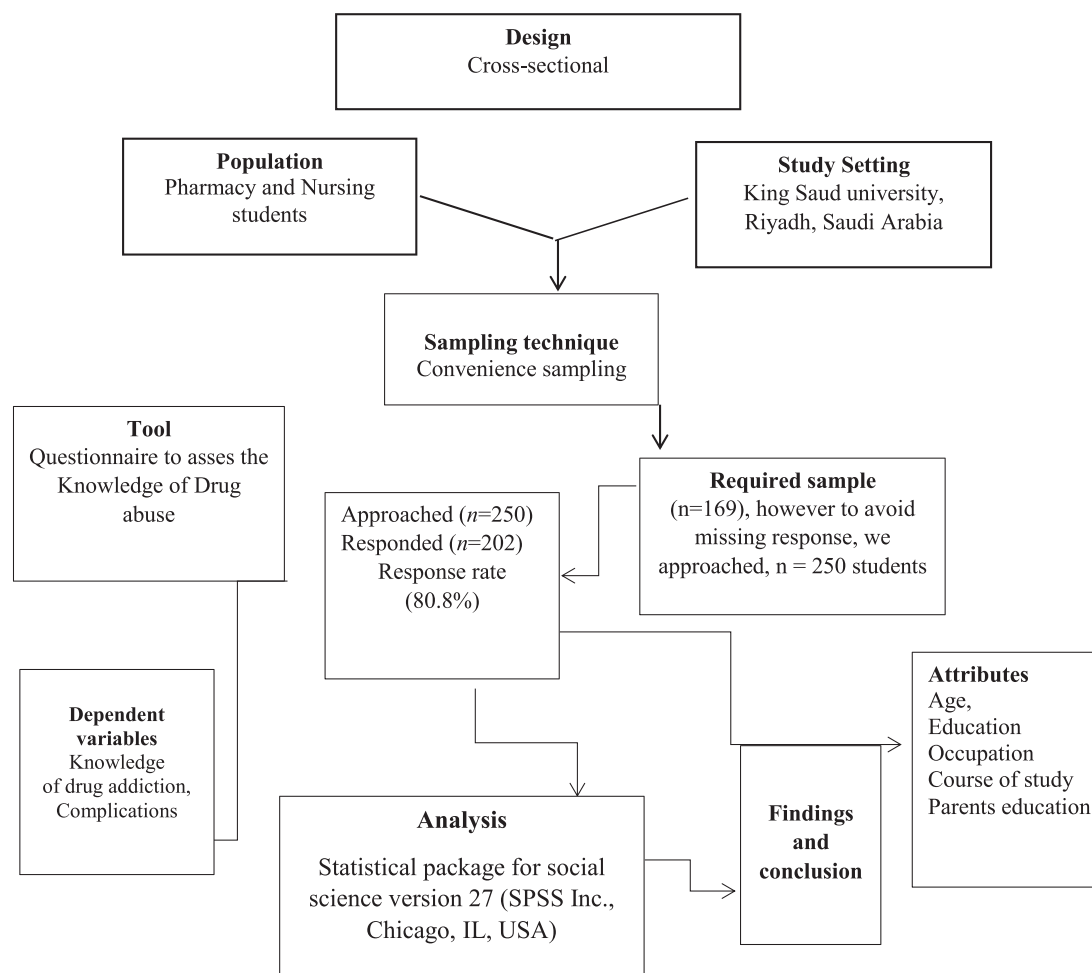 Design
Cross-sectional
Population
Pharmacy and Nursing
students
Study Setting
King Saud university,
Riyadh, Saudi Arabia
Sampling technique
Convenience sampling
Tool
Questionnaire to asses the
Knowledge of Drug
abuse
Required sample
(n=169), however to avoid
missing response, we
approached, n = 250 students
Approached (n=250)
Responded (n=202)
Response rate
(80.8%)
Dependent
variables
Knowledge
of drug addiction,
Complications
Attributes
Age,
Education
Occupation
Course of study
Parents education
Analysis
Statistical package for social
science version 27 (SPSS Inc.,
Chicago, IL, USA)
Findings
and
conclusion